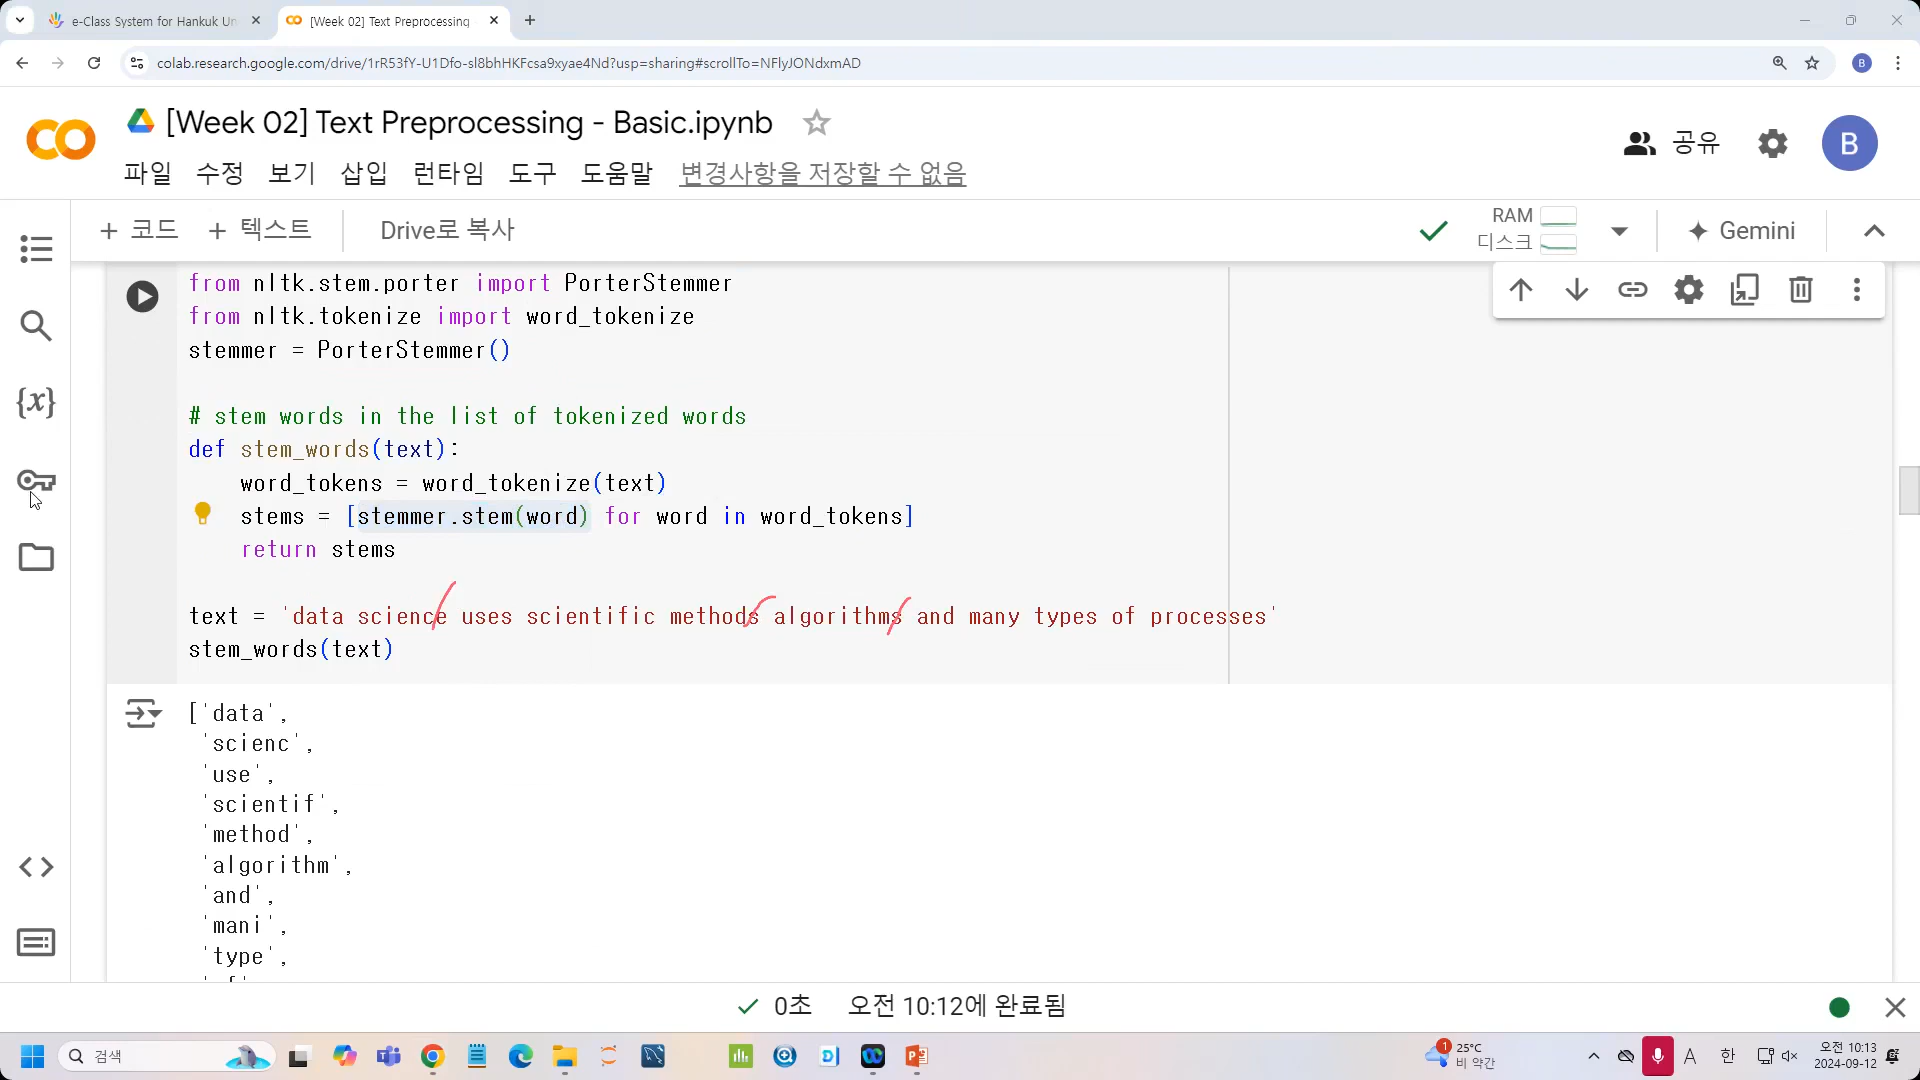 e-Class System for Hankuk Un
[Week 02] Text Preprocessing
colab.research.google.com/drive/1rR53fY-U1Dfo-sl8bhHKFcsa9xyae4Nd?usp=sharing#scrollTo=NFlyJONdxmAD
B
[Week 02] Text Preprocessing - Basic.ipynb
공유
B
파일 수정 보기 삽입 런타임 도구 도움말 변경사항을 저장할 수 없음
+ 코드 + 텍스트 Drive로 복사
RAM
디스크
Gemini
from nltk.stem.porter import PorterStemmer
from nltk.tokenize import word_tokenize
stemmer = PorterStemmer()
# stem words in the list of tokenized words
def stem_words(text):
word_tokens = word_tokenize(text)
stems = [stemmer.stem(word) for word in word_tokens]
return stems
text = 'data science uses scientific methods algorithms and many types of processes'
stem_words(text)
['data',
'scienc',
'use',
'scientif',
'method',
'algorithm',
'and',
'mani',
'type',
0초 오전 10:12에 완료됨
검색
1
25°C
비 약간
A
한
오전 10:13
2024-09-12